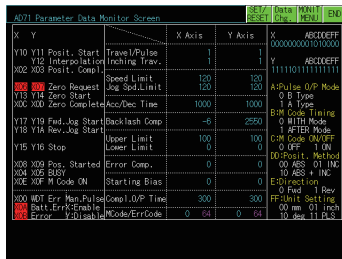 AD71 Parameter Data Monitor Screen
SET/ RESET
Data Chg.
MONIT MENU
END
X Y X Axis Y Axis X ABCDDEFF
0000000001010000
Y10 Y11 Posit. Start Travel/Pulse 1 1
Y12 Interpolation Inching Trav. 1 1 Y ABCDDEFF
X02 X03 Posit. Compl. 1111101111111111
Speed Limit 120 120
Zero Request Jog Spd.Limit 120 120 A:Pulse O/P Mode
Y13 Y14 Zero Start 0 B Type
X0C X0D Zero Complete Acc/Dec Time 1000 1000 1 A Type
B:M Code Timing
Y17 Y19 Fwd.Jog Start Backlash Comp -6 2550 0 WITH Mode
Y18 Y1A Rev.Jog Start 1 AFTER Mode
Upper Limit 100 100 C:M Code ON/OFF
Y15 Y16 Stop Lower Limit 0 0 0 OFF 1 ON
DD:Posit. Method
X08 X09 Pos. Started Error Comp. 0 0 00 ABS 01 INC
X04 X05 BUSY 10 ABS + INC
X0E X0F M Code ON Starting Bias 0 0 E:Direction
0 Fwd 1 Rev
X00 WDT Err Man.Pulse Compl.O/P Time 300 300 FF:Unit Setting
Batt.Err X:Enable 00 mm 01 inch
Error Y:Disable MCode/ErrCode 0 64 0 64 10 deg 11 PLS